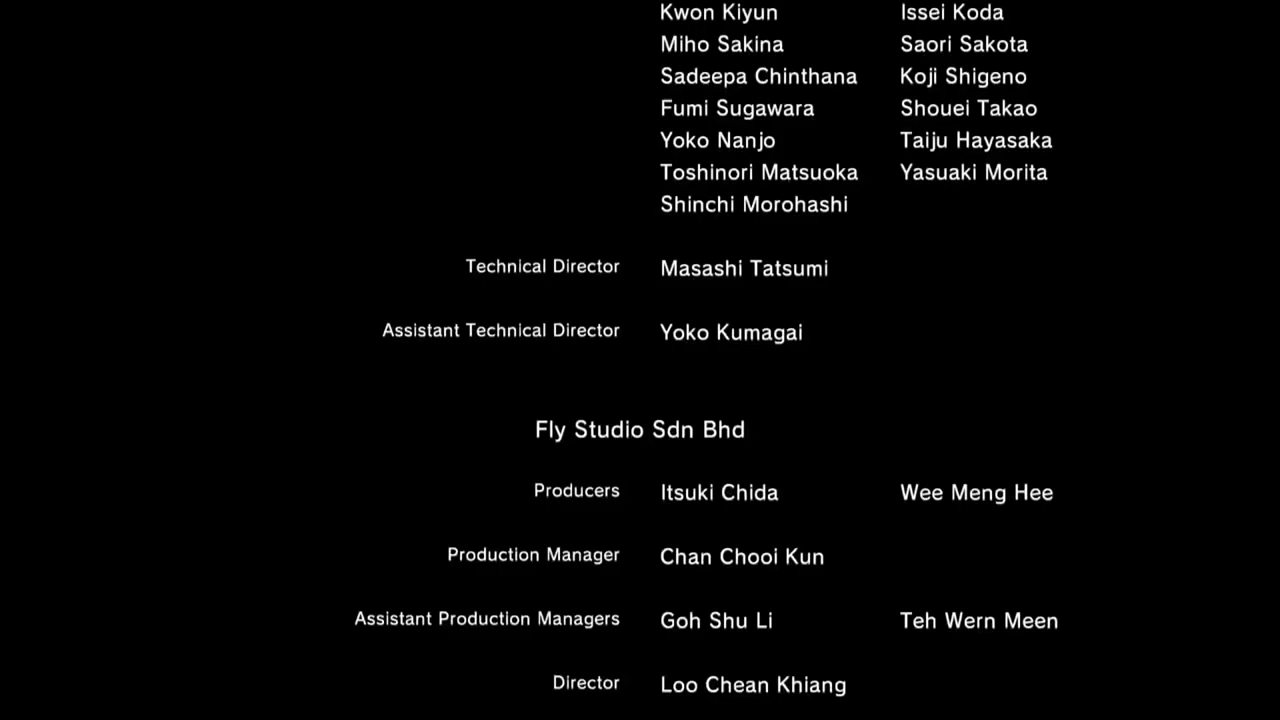 Kwon Kiyun Issei Koda
Miho Sakina Saori Sakota
Sadeepa Chinthana Koji Shigeno
Fumi Sugawara Shouei Takao
Yoko Nanjo Taiju Hayasaka
Toshinori Matsuoka Yasuaki Morita
Shinchi Morohashi
Technical Director Masashi Tatsumi
Assistant Technical Director Yoko Kumagai
Fly Studio Sdn Bhd
Producers Itsuki Chida Wee Meng Hee
Production Manager Chan Chooi Kun
Assistant Production Managers Goh Shu Li Teh Wern Meen
Director Loo Chean Khiang